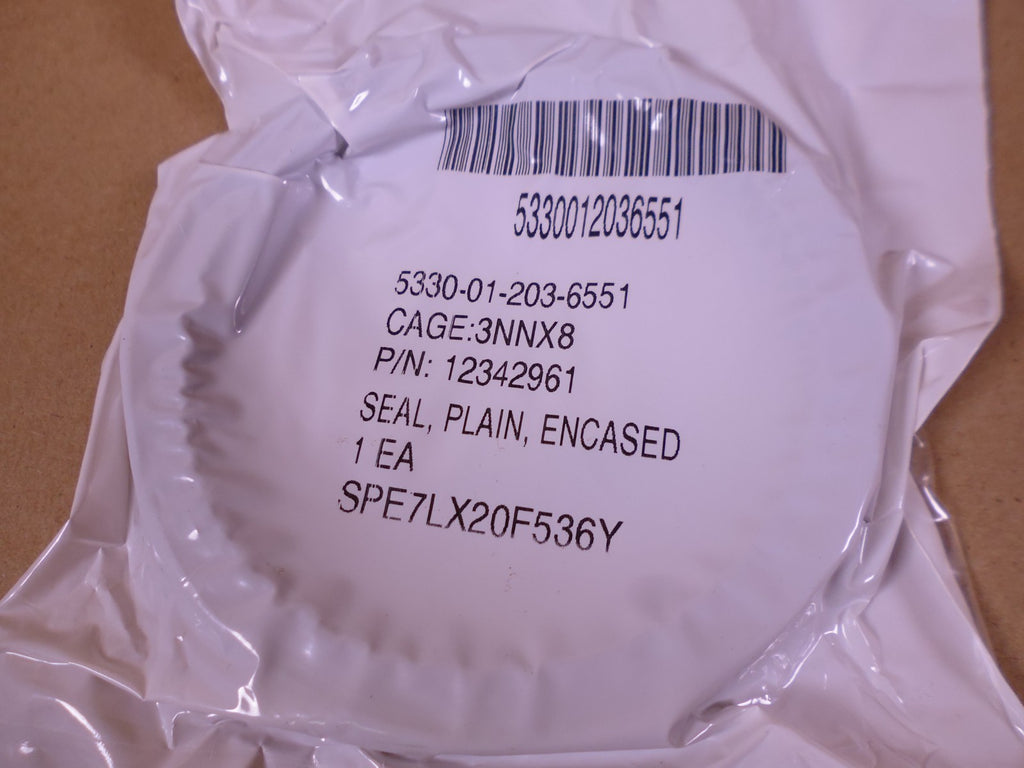 5330012036551
5330-01-203-6551
CAGE:3NNX8
P/N: 12342961
SEAL, PLAIN, ENCASED
1 EA
SPE7LX20F536Y